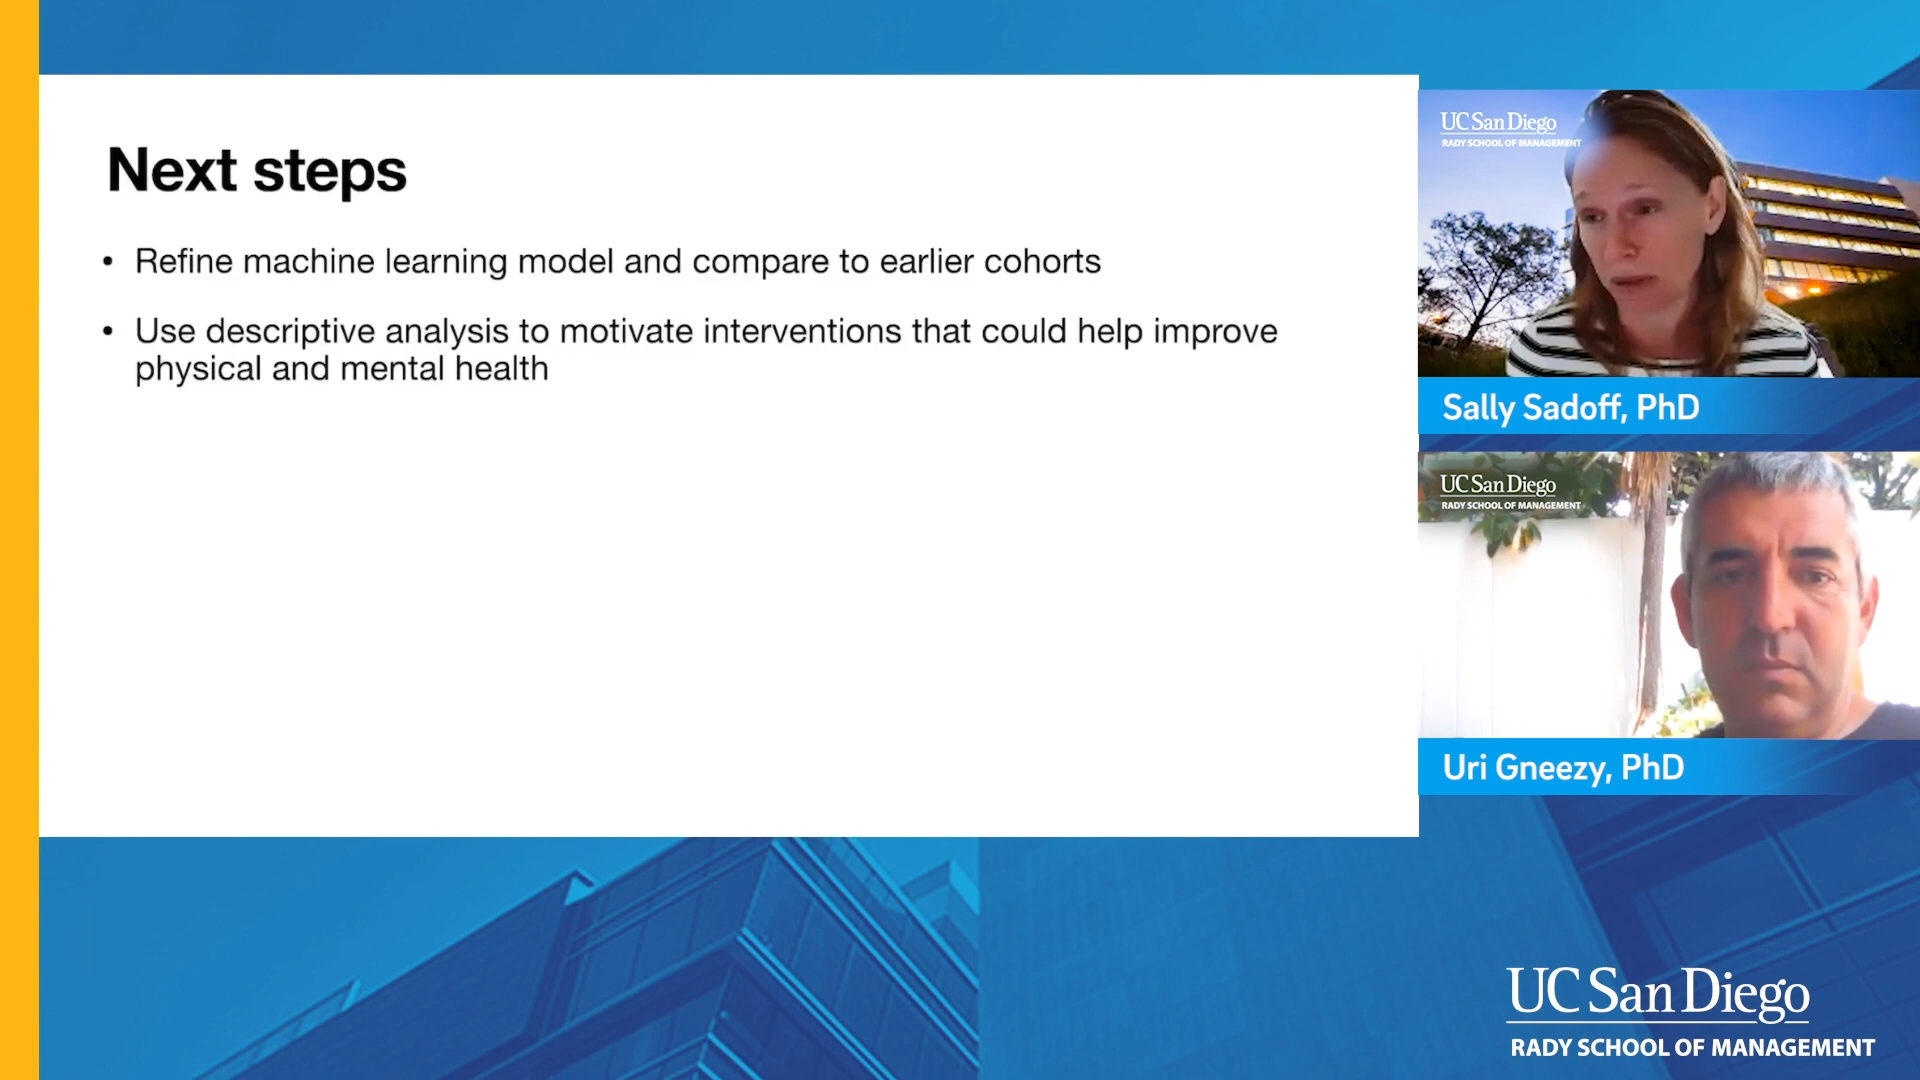 Next steps
• Refine machine learning model and compare to earlier cohorts
• Use descriptive analysis to motivate interventions that could help improve
physical and mental health
UC San Diego
RADY SCHOOL OF MANAGEMENT
Sally Sadoff, PhD
UC San Diego
RADY SCHOOL OF MANAGEMENT
Uri Gneezy, PhD
UC San Diego
RADY SCHOOL OF MANAGEMENT